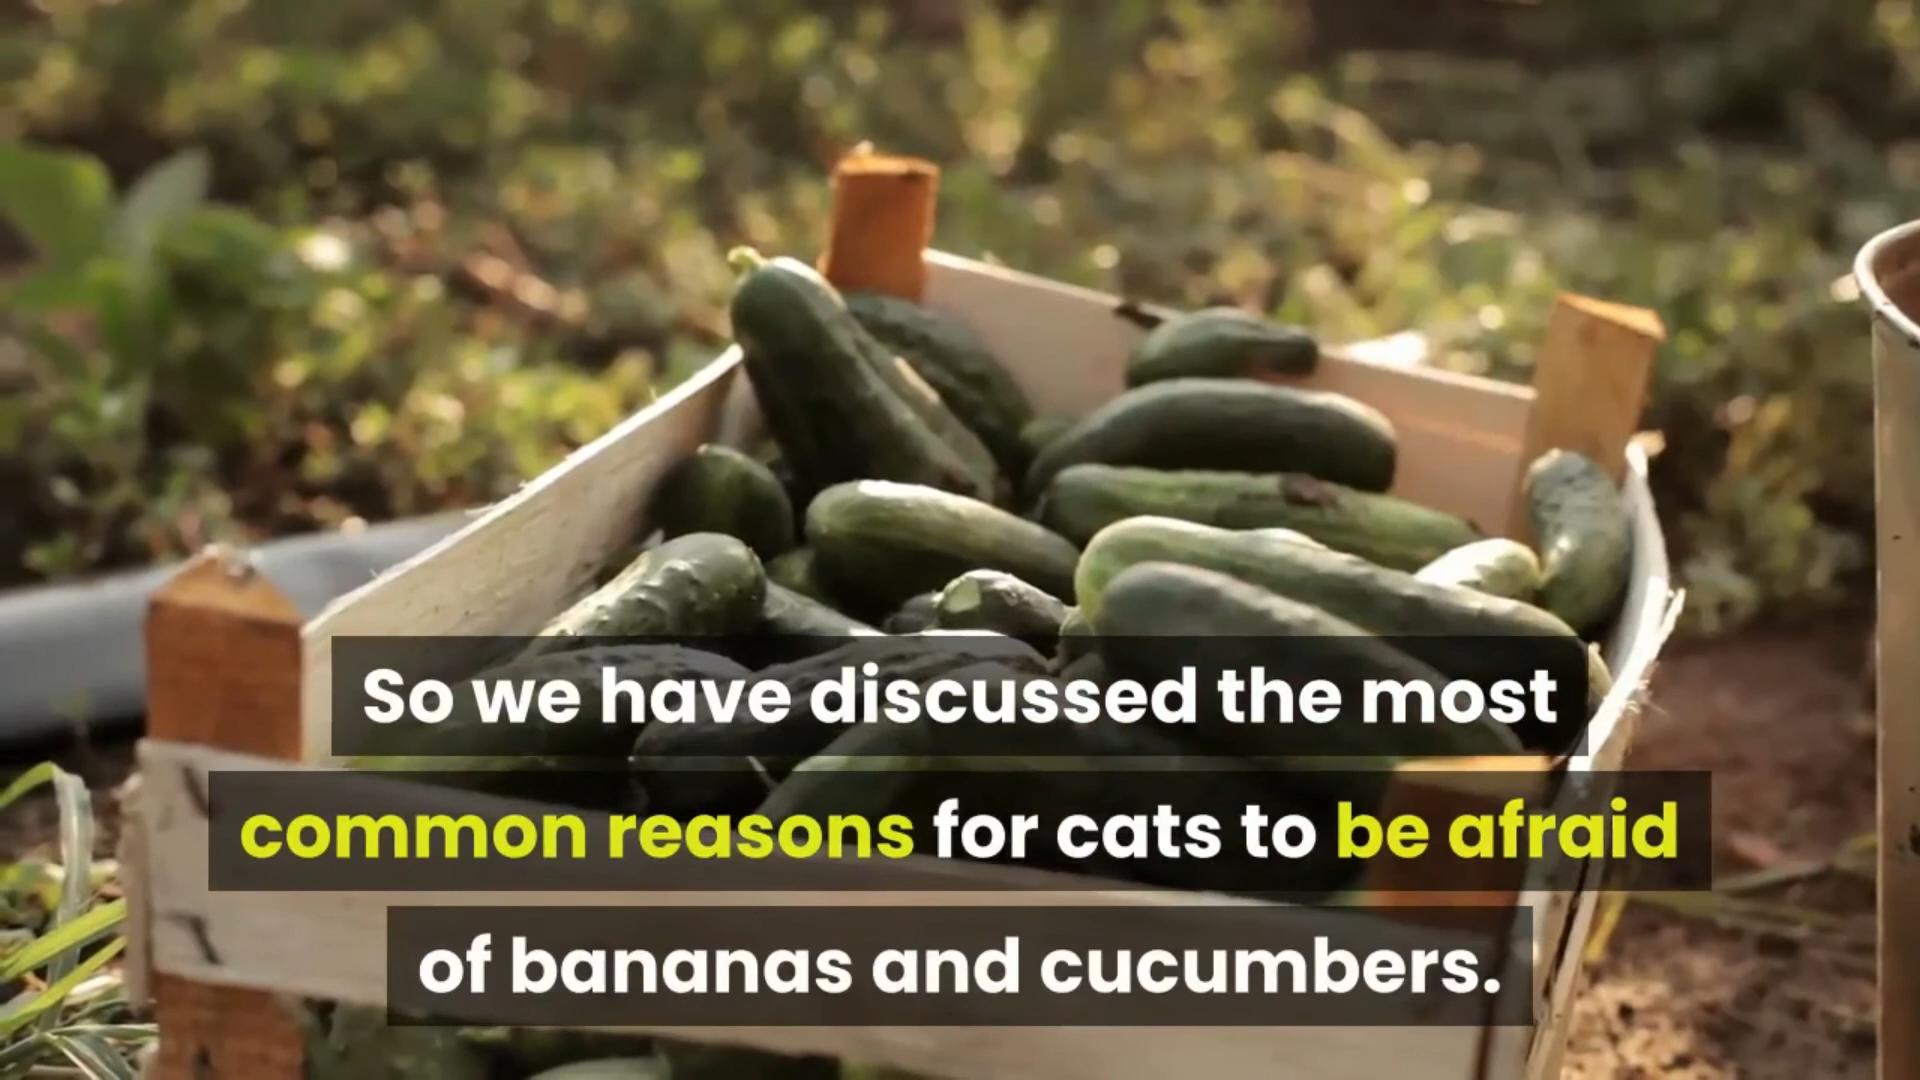 So we have discussed the most
common reasons for cats to be afraid
of bananas and cucumbers.